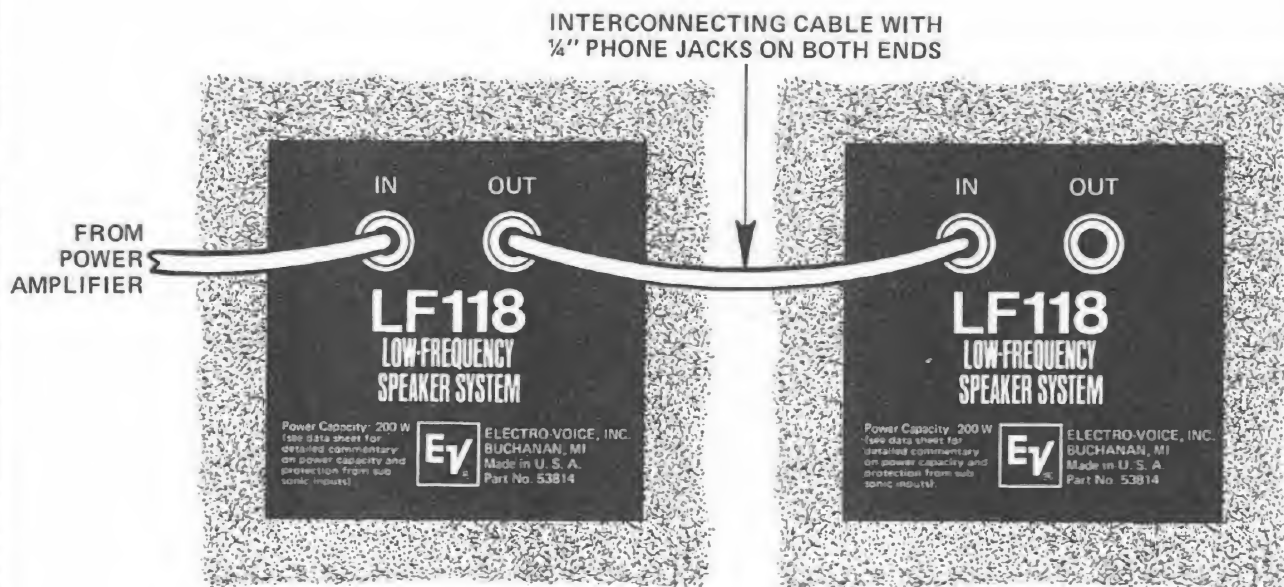 INTERCONNECTING CABLE WITH
¼" PHONE JACKS ON BOTH ENDS
FROM
POWER
AMPLIFIER
IN OUT
LF118
LOW-FREQUENCY
SPEAKER SYSTEM
Power Capacity: 200 W
(see data sheet for
detailed commentary
on power capacity and
protection from sub
sonic inputs).
EV
ELECTRO-VOICE, INC.
BUCHANAN, MI
Made in U. S. A.
Part No. 53814
IN OUT
LF118
LOW-FREQUENCY
SPEAKER SYSTEM
Power Capacity: 200 W
(see data sheet for
detailed commentary
on power capacity and
protection from sub
sonic inputs).
EV
ELECTRO-VOICE, INC.
BUCHANAN, MI
Made in U. S. A.
Part No. 53814